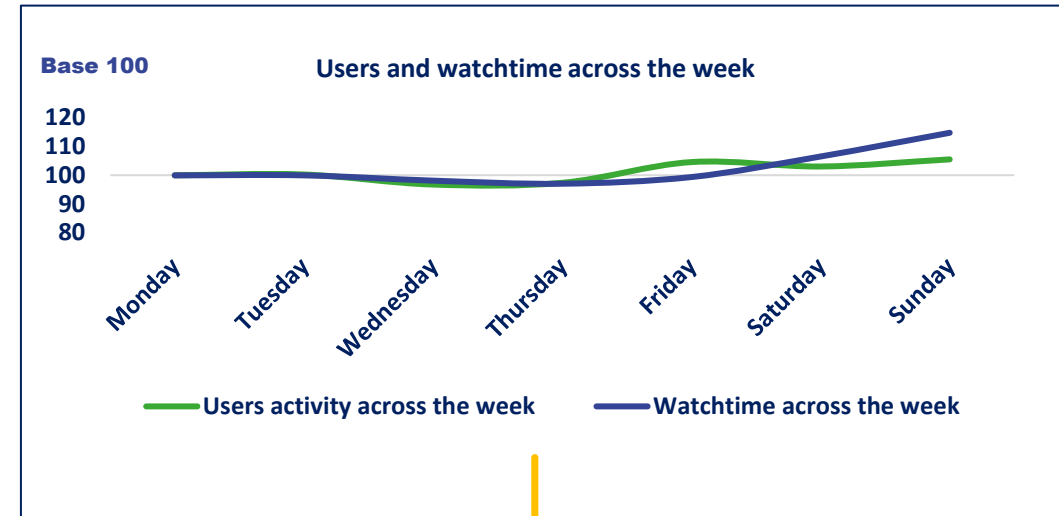 Base 100
Users and watchtime across the week
120
110
100
90
80
Monday
Tuesday
Wednesday
Thursday
Friday
Saturday
Sunday
Users activity across the week
Watchtime across the week